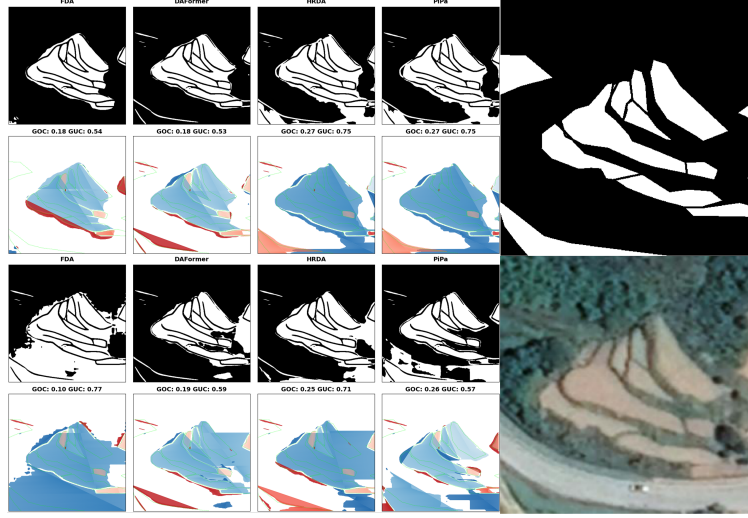 FDA DAFormer HRDA PiPa
GOC: 0.18 GUC: 0.54 GOC: 0.18 GUC: 0.53 GOC: 0.27 GUC: 0.75 GOC: 0.27 GUC: 0.75
FDA DAFormer HRDA PiPa
GOC: 0.10 GUC: 0.77 GOC: 0.19 GUC: 0.59 GOC: 0.25 GUC: 0.71 GOC: 0.26 GUC: 0.57